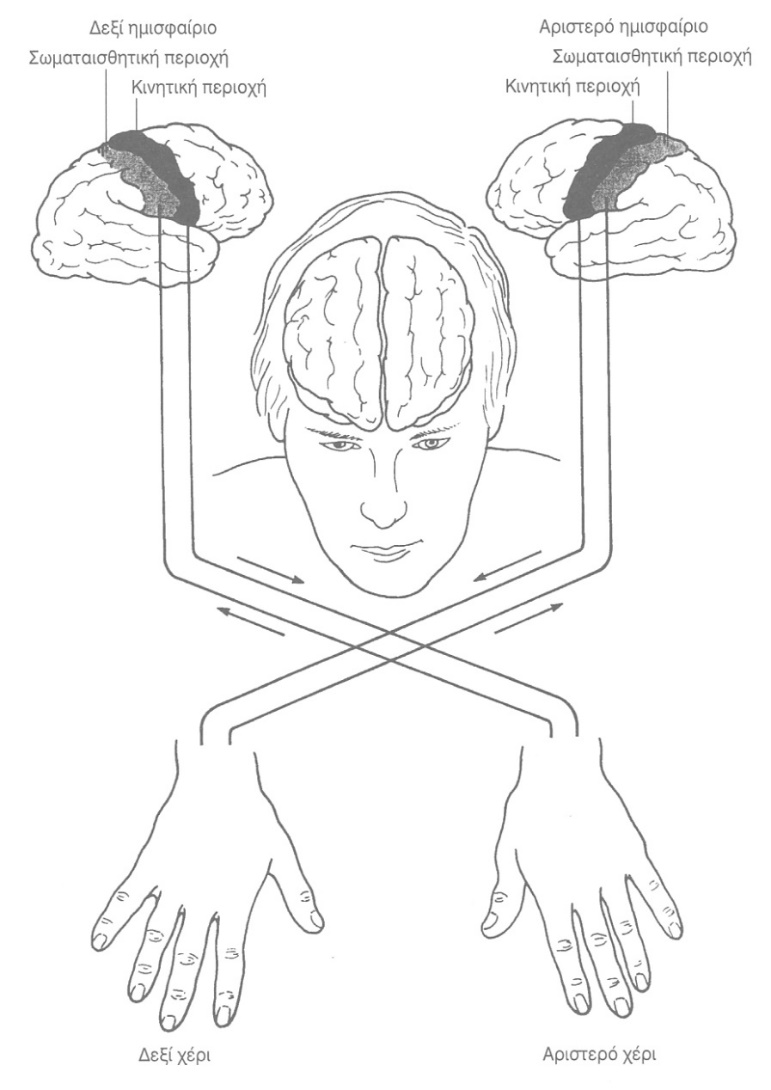 Δεξί ημισφαίριο
Σωματαισθητική περιοχή
Κινητική περιοχή
Αριστερό ημισφαίριο
Σωματαισθητική περιοχή
Κινητική περιοχή
Δεξί χέρι
Αριστερό χέρι